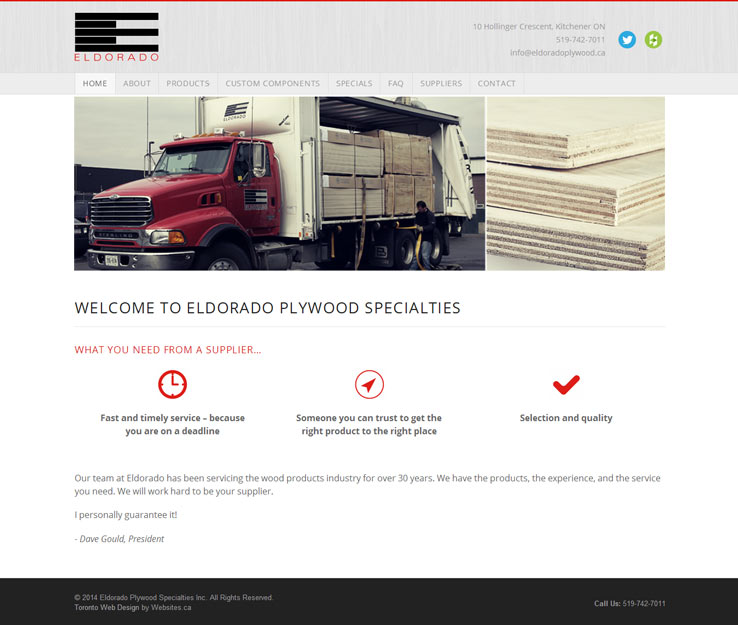 ELDORADO
10 Hollinger Crescent, Kitchener ON
519-742-7011
info@eldoradoplywood.ca
HOME
ABOUT
PRODUCTS
CUSTOM COMPONENTS
SPECIALS
FAQ
SUPPLIERS
CONTACT
ELDORADO
WELCOME TO ELDORADO PLYWOOD SPECIALTIES
WHAT YOU NEED FROM A SUPPLIER...
Fast and timely service – because
you are on a deadline
Someone you can trust to get the
right product to the right place
Selection and quality
Our team at Eldorado has been servicing the wood products industry for over 30 years. We have the products, the experience, and the service
you need. We will work hard to be your supplier.
I personally guarantee it!
- Dave Gould, President
© 2014 Eldorado Plywood Specialties Inc. All Rights Reserved.
Toronto Web Design by Websites.ca
Call Us: 519-742-7011